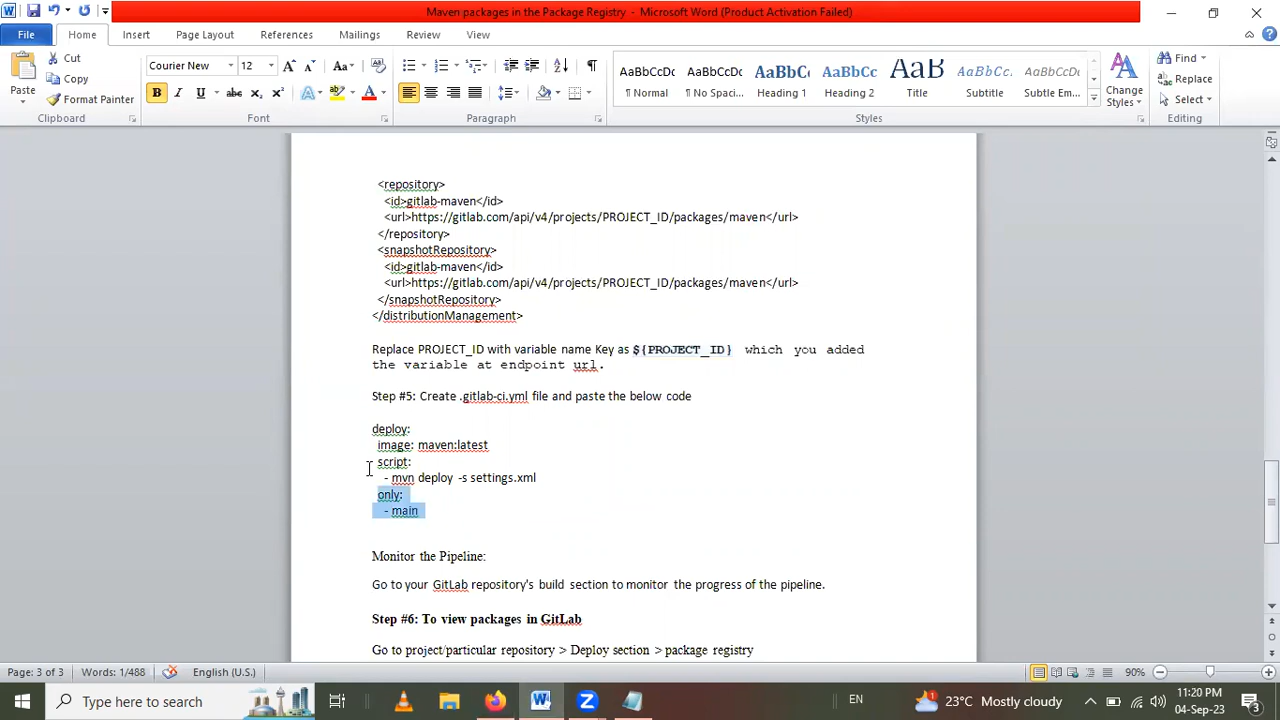 Maven packages in the Package Registry - Microsoft Word (Product Activation Failed)
File Home Insert Page Layout References Mailings Review View
Paste
Cut
Copy
Format Painter
Clipboard
Courier New 12
Font
Paragraph
AaBbCcDc AaBbCcDc AaBbCc AaBbCc AaB AaBbCcL AaBbCcDc
¶ Normal ¶ No Spaci... Heading 1 Heading 2 Title Subtitle Subtle Em...
Styles
Change
Styles
Find
Replace
Select
Editing
<repository>
<id>gitlab-maven</id>
<url>https://gitlab.com/api/v4/projects/PROJECT_ID/packages/maven</url>
</repository>
<snapshotRepository>
<id>gitlab-maven</id>
<url>https://gitlab.com/api/v4/projects/PROJECT_ID/packages/maven</url>
</snapshotRepository>
</distributionManagement>
Replace PROJECT_ID with variable name Key as ${PROJECT_ID} which you added
the variable at endpoint url.
Step #5: Create .gitlab-ci.yml file and paste the below code
deploy:
image: maven:latest
script:
- mvn deploy -s settings.xml
only:
- main
Monitor the Pipeline:
Go to your GitLab repository's build section to monitor the progress of the pipeline.
Step #6: To view packages in GitLab
Go to project/particular repository > Deploy section > package registry
Page: 3 of 3 Words: 1/488 English (U.S.) 90%
Type here to search
EN
1
23°C Mostly cloudy
11:20 PM
04-Sep-23
3